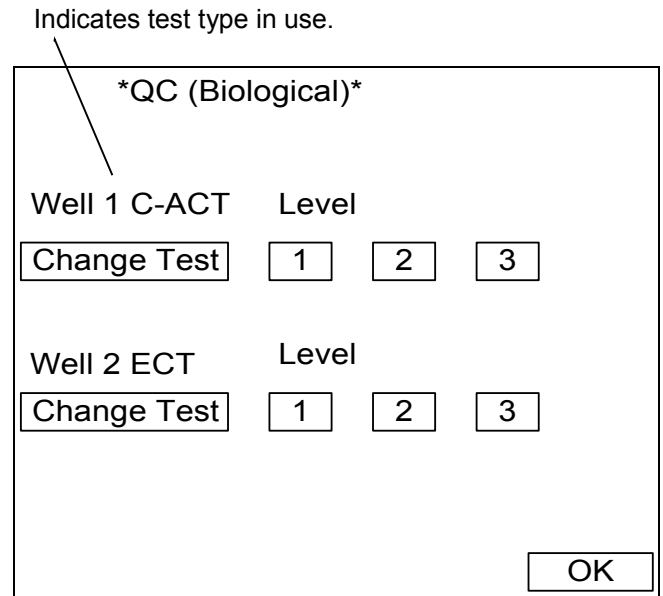 Indicates test type in use.
*QC (Biological)*
Well 1 C-ACT Level
Change Test 1 2 3
Well 2 ECT Level
Change Test 1 2 3
OK